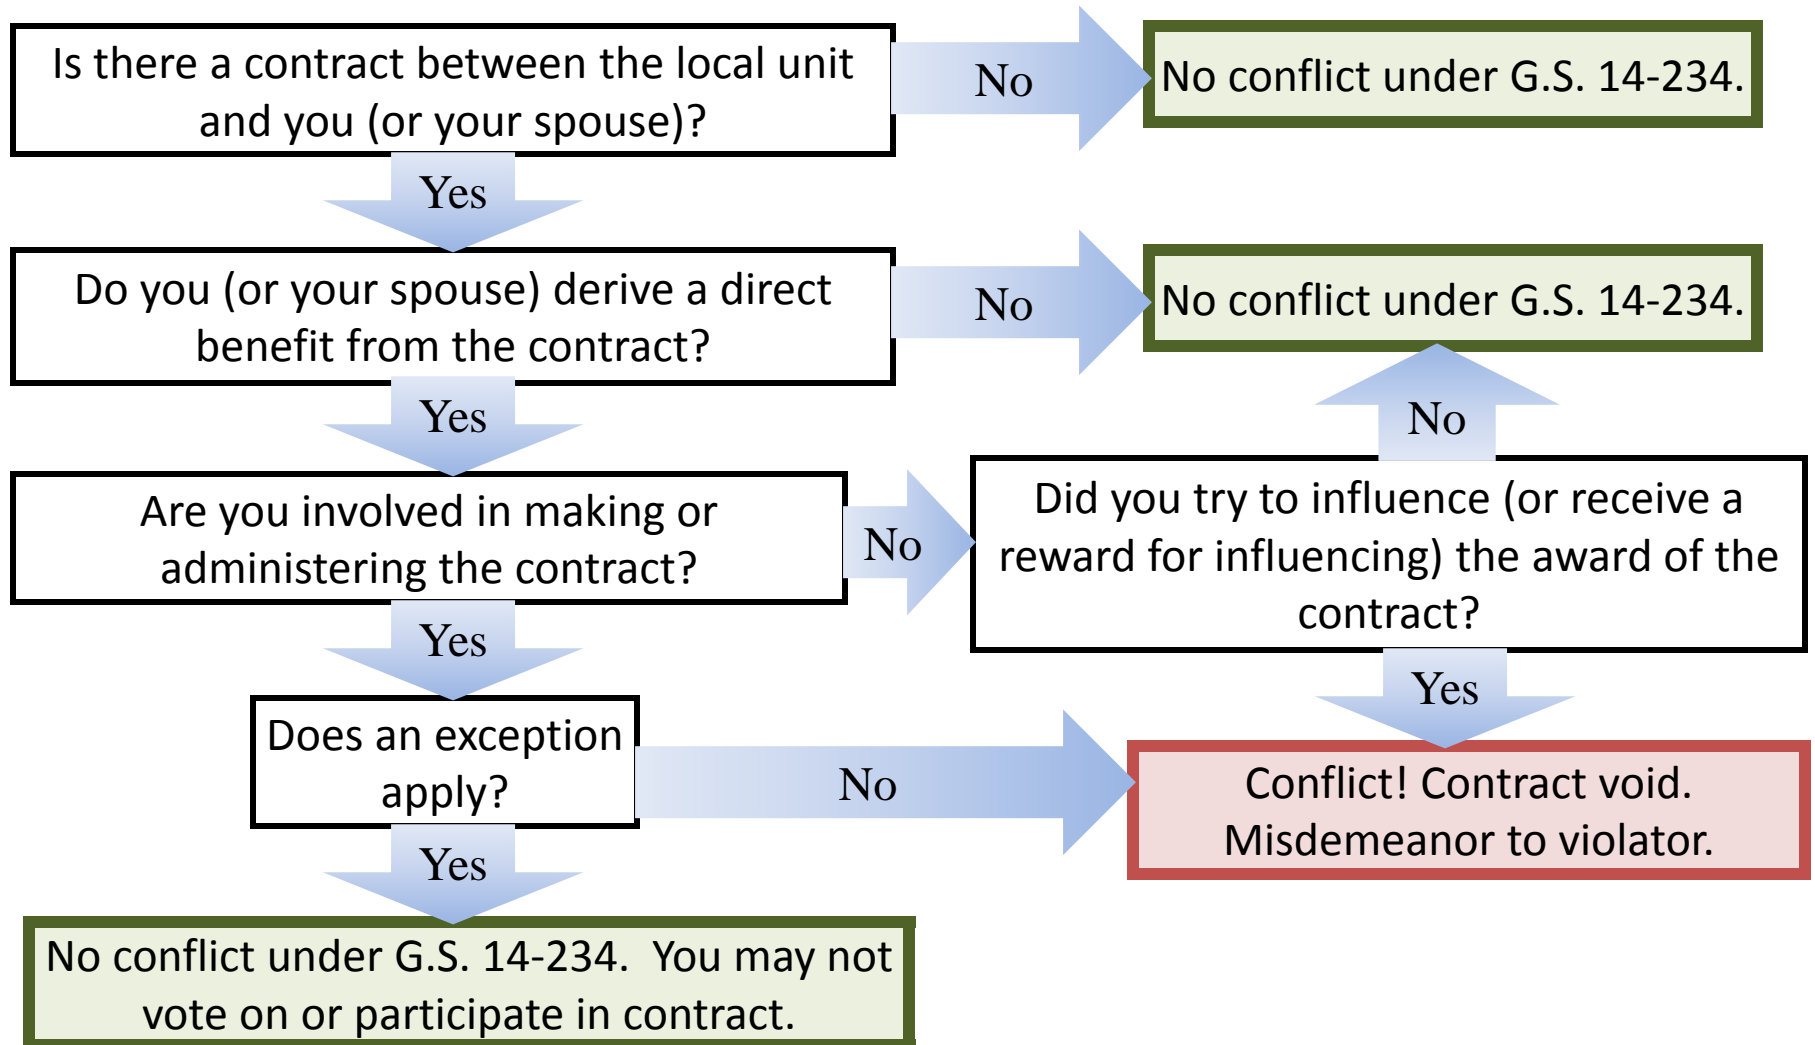 Is there a contract between the local unit
and you (or your spouse)?
No
No conflict under G.S. 14-234.
Yes
Do you (or your spouse) derive a direct
benefit from the contract?
No
No conflict under G.S. 14-234.
Yes
No
Are you involved in making or
administering the contract?
No
Did you try to influence (or receive a
reward for influencing) the award of the
contract?
Yes
Yes
Does an exception
apply?
No
Conflict! Contract void.
Misdemeanor to violator.
Yes
No conflict under G.S. 14-234.  You may not
vote on or participate in contract.